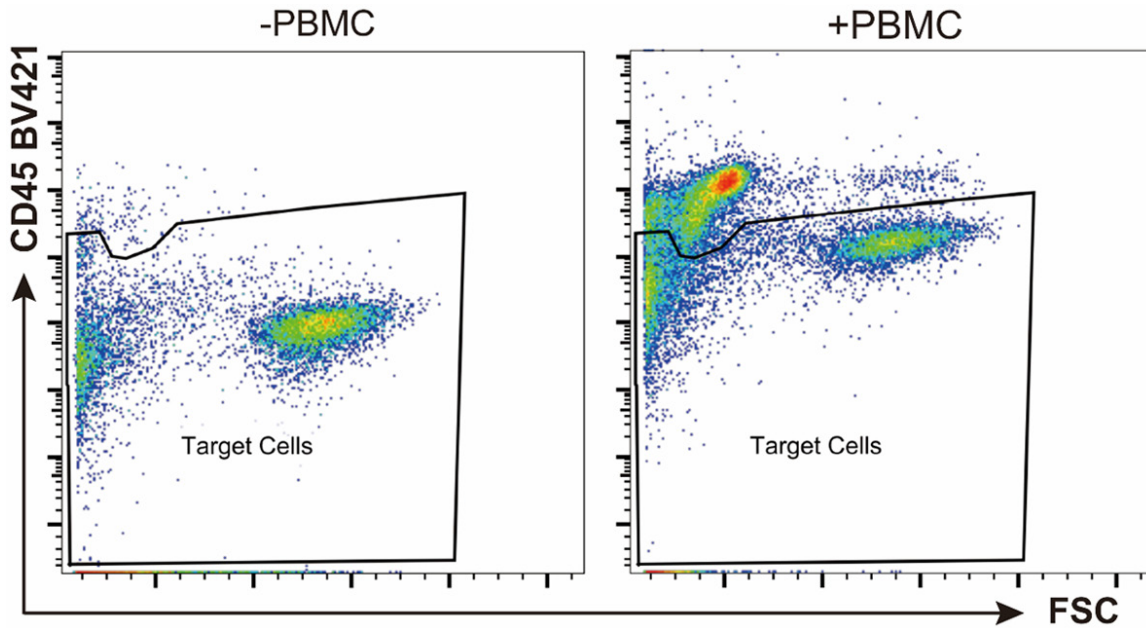 -PBMC
+PBMC
CD45 BV421
Target Cells
Target Cells
FSC